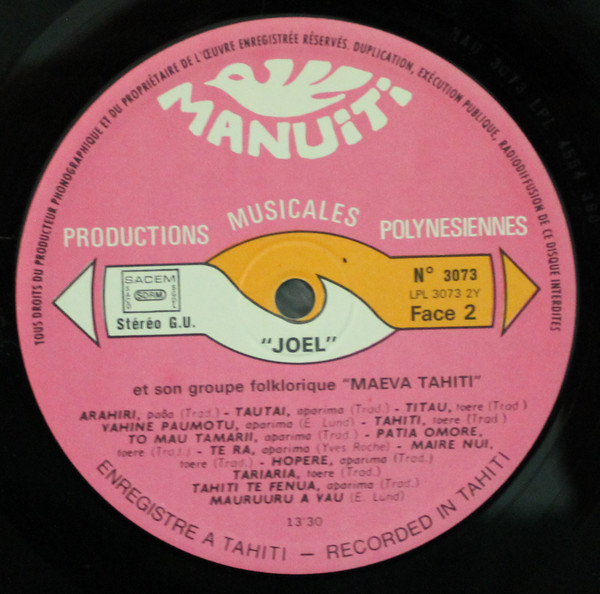 TOUS DROITS DU PRODUCTEUR PHONOGRAPHIQUE ET DU PROPRIÉTAIRE DE L'ŒUVRE ENREGISTRÉE RÉSERVÉS. DUPLICATION, EXÉCUTION PUBLIQUE, RADIODIFFUSION DE CE DISQUE INTERDITES
MANUiTi
PRODUCTIONS MUSICALES POLYNESIENNES
SACEM
SDRM
Stéréo G.U.
N° 3073
LPL 3073 2Y
Face 2
"JOEL"
et son groupe folklorique "MAEVA TAHITI"
ARAHIRI, paoa (Trad.) - TAUTAI, aparima (Trad.) - TITAU, toere (Trad)
VAHINE PAUMOTU, aparima (E. Lund) - TAHITI, toere (Trad.)
TO MAU TAMARII, aparima (Trad.) - PATIA OMORE,
toere (Trad.) - TE RA, aparima (Yves Roche) - MAIRE NUI,
toere (Trad.) - HOPERE, aparima (Trad.)
TARIARIA, toere (Trad.)
TAHITI TE FENUA, aparima (Trad.)
MAURUURU A VAU (E. Lund)
13'30
ENREGISTRE A TAHITI — RECORDED IN TAHITI